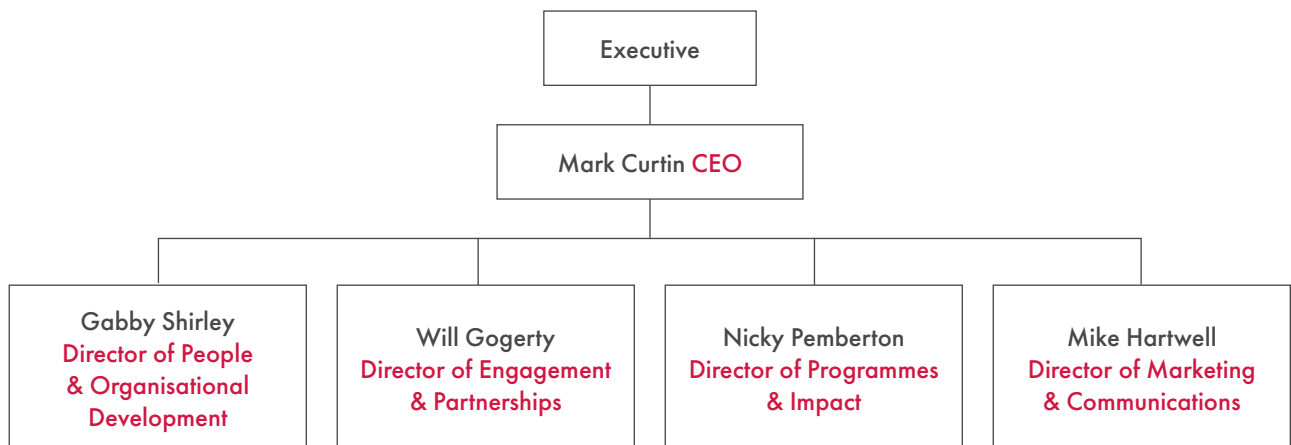 Executive
Mark Curtin CEO
Gabby Shirley
Director of People
& Organisational
Development
Will Gogerty
Director of Engagement
& Partnerships
Nicky Pemberton
Director of Programmes
& Impact
Mike Hartwell
Director of Marketing
& Communications